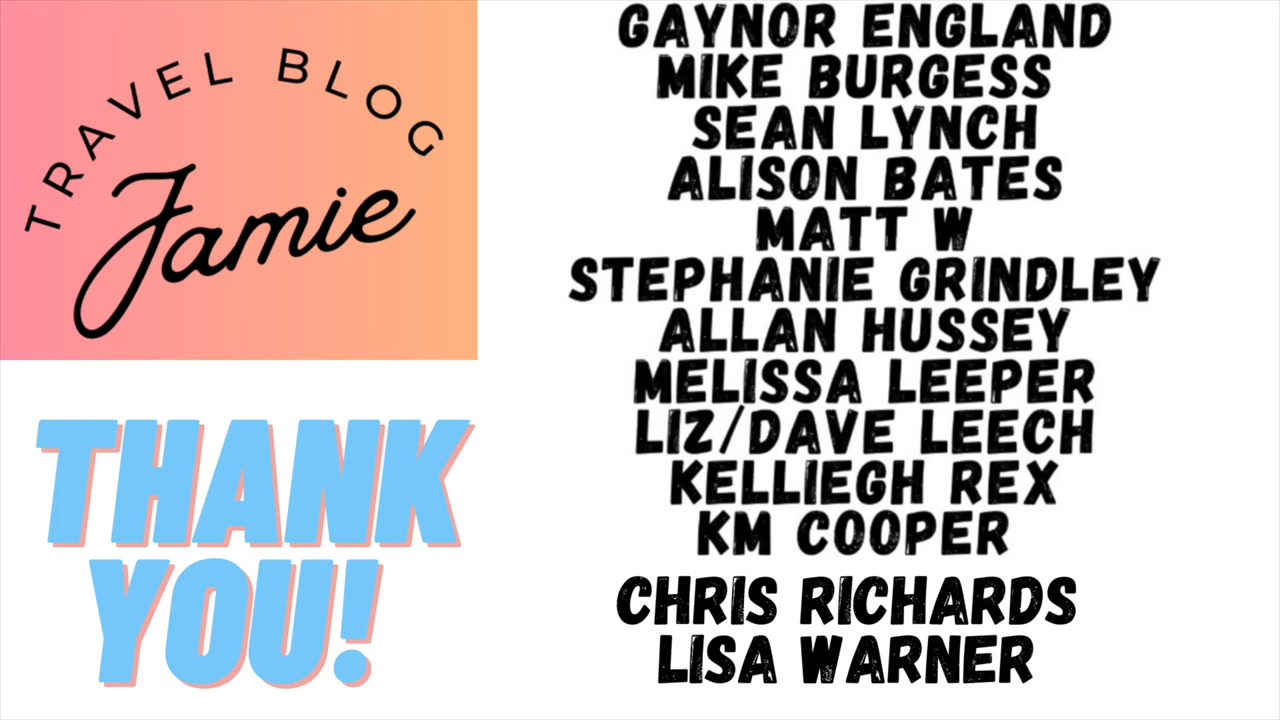 TRAVEL BLOG
Jamie
THANK
YOU!
GAYNOR ENGLAND
MIKE BURGESS
SEAN LYNCH
ALISON BATES
MATT W
STEPHANIE GRINDLEY
ALLAN HUSSEY
MELISSA LEEPER
LIZ/DAVE LEECH
KELLIEGH REX
KM COOPER
CHRIS RICHARDS
LISA WARNER